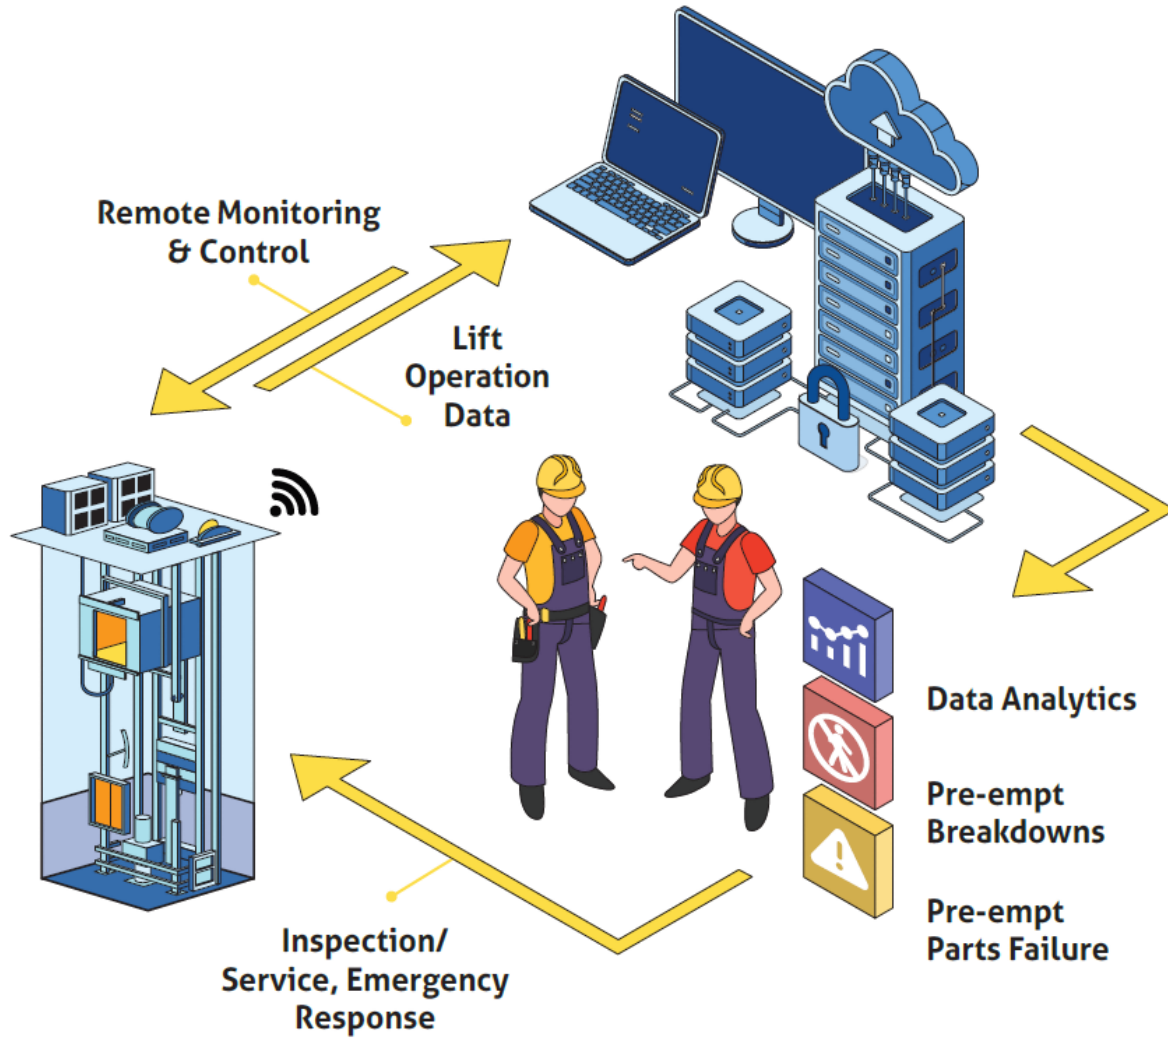 Remote Monitoring
& Control
Lift
Operation
Data
Data Analytics
Pre-empt
Breakdowns
Pre-empt
Parts Failure
Inspection/
Service, Emergency
Response